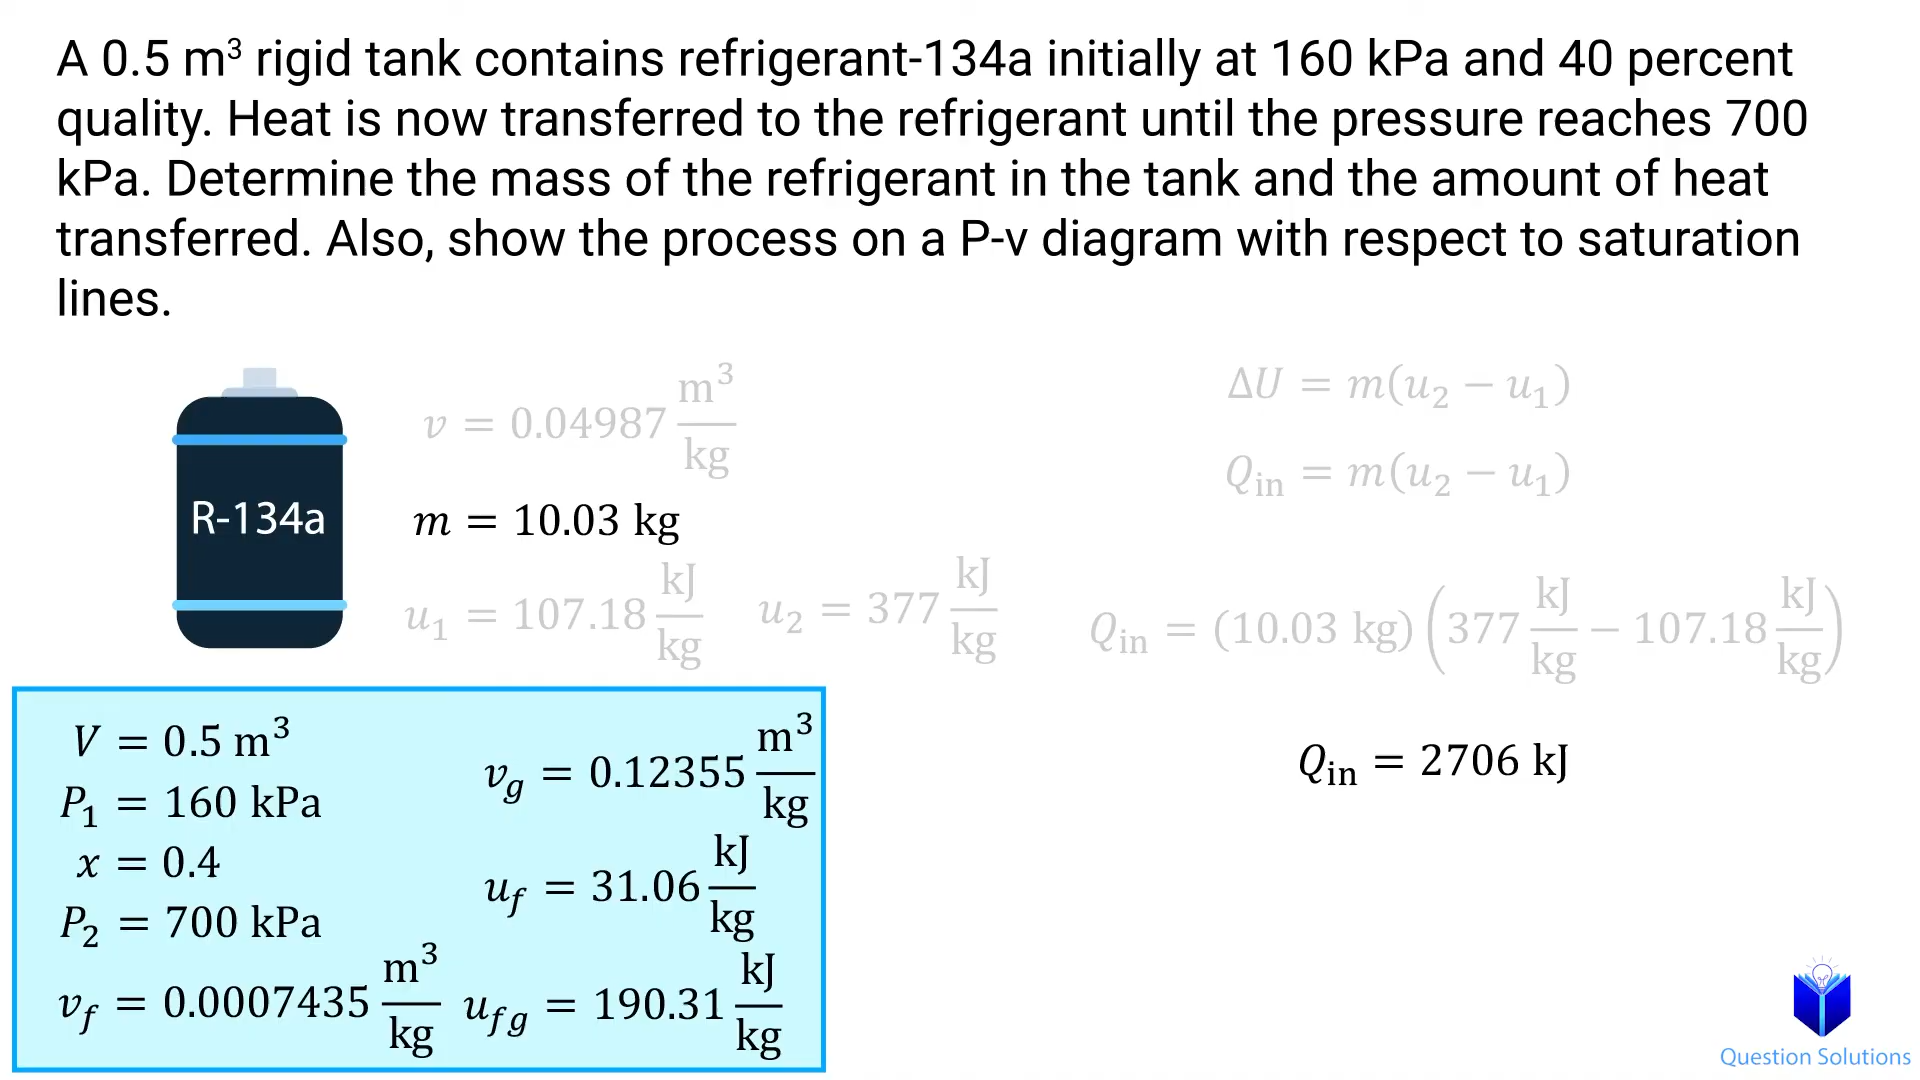 A 0.5 m³ rigid tank contains refrigerant-134a initially at 160 kPa and 40 percent
quality. Heat is now transferred to the refrigerant until the pressure reaches 700
kPa. Determine the mass of the refrigerant in the tank and the amount of heat
transferred. Also, show the process on a P-v diagram with respect to saturation
lines.
R-134a
v = 0.04987 m³/kg
m = 10.03 kg
u₁ = 107.18 kJ/kg
u₂ = 377 kJ/kg
ΔU = m(u₂ − u₁)
Q_in = m(u₂ − u₁)
Q_in = (10.03 kg)(377 kJ/kg − 107.18 kJ/kg)
Q_in = 2706 kJ
V = 0.5 m³
P₁ = 160 kPa
x = 0.4
P₂ = 700 kPa
v_f = 0.0007435 m³/kg
v_g = 0.12355 m³/kg
u_f = 31.06 kJ/kg
u_fg = 190.31 kJ/kg
Question Solutions